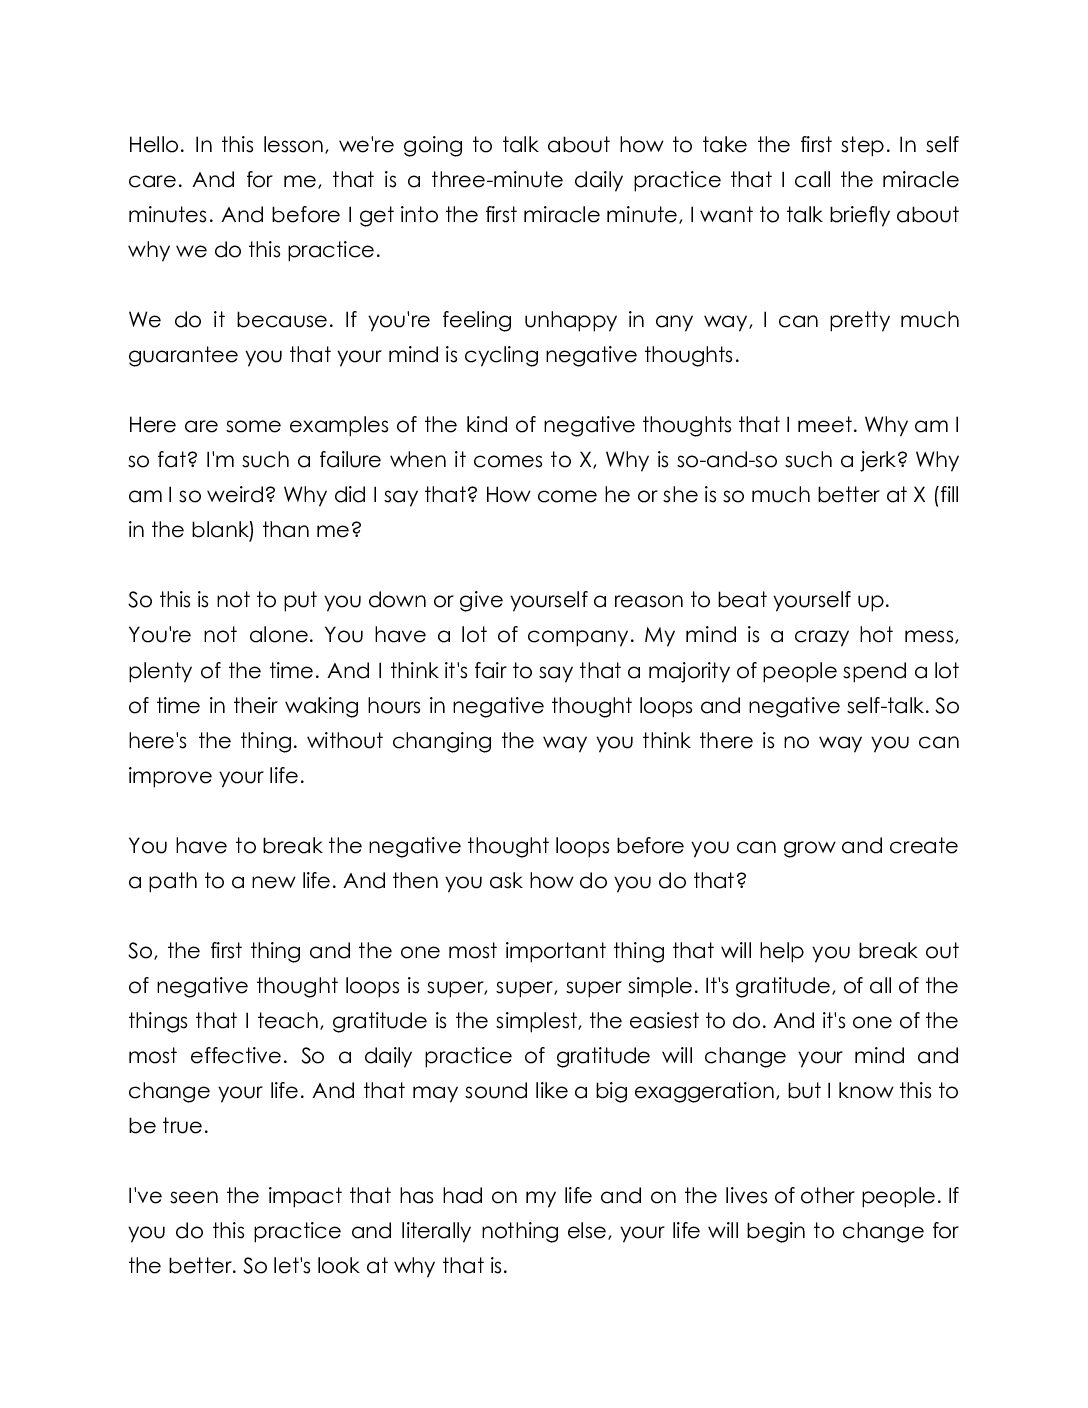 Hello. In this lesson, we're going to talk about how to take the first step. In self
care. And for me, that is a three-minute daily practice that I call the miracle
minutes. And before I get into the first miracle minute, I want to talk briefly about
why we do this practice.
We do it because. If you're feeling unhappy in any way, I can pretty much
guarantee you that your mind is cycling negative thoughts.
Here are some examples of the kind of negative thoughts that I meet. Why am I
so fat? I'm such a failure when it comes to X, Why is so-and-so such a jerk? Why
am I so weird? Why did I say that? How come he or she is so much better at X (fill
in the blank) than me?
So this is not to put you down or give yourself a reason to beat yourself up.
You're not alone. You have a lot of company. My mind is a crazy hot mess,
plenty of the time. And I think it's fair to say that a majority of people spend a lot
of time in their waking hours in negative thought loops and negative self-talk. So
here's the thing. without changing the way you think there is no way you can
improve your life.
You have to break the negative thought loops before you can grow and create
a path to a new life. And then you ask how do you do that?
So, the first thing and the one most important thing that will help you break out
of negative thought loops is super, super, super simple. It's gratitude, of all of the
things that I teach, gratitude is the simplest, the easiest to do. And it's one of the
most effective. So a daily practice of gratitude will change your mind and
change your life. And that may sound like a big exaggeration, but I know this to
be true.
I've seen the impact that has had on my life and on the lives of other people. If
you do this practice and literally nothing else, your life will begin to change for
the better. So let's look at why that is.